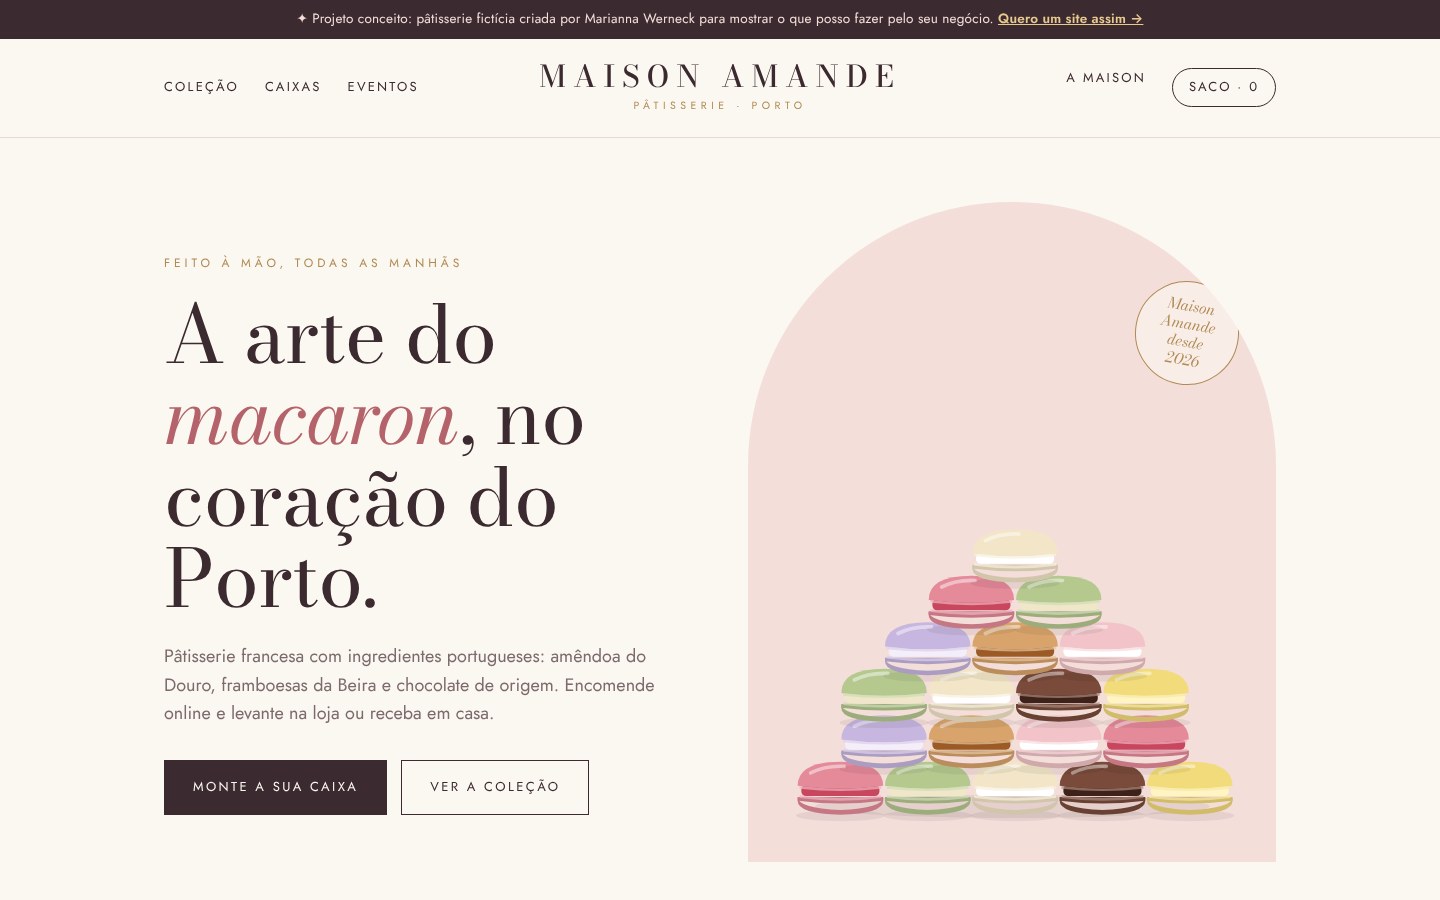 ✦ Projeto conceito: pâtisserie fictícia criada por Marianna Werneck para mostrar o que posso fazer pelo seu negócio. Quero um site assim →
COLEÇÃO CAIXAS EVENTOS
MAISON AMANDE
PÂTISSERIE · PORTO
A MAISON
SACO · 0
FEITO À MÃO, TODAS AS MANHÃS
A arte do
macaron, no
coração do
Porto.
Pâtisserie francesa com ingredientes portugueses: amêndoa do
Douro, framboesas da Beira e chocolate de origem. Encomende
online e levante na loja ou receba em casa.
MONTE A SUA CAIXA
VER A COLEÇÃO
Maison
Amande
desde
2026